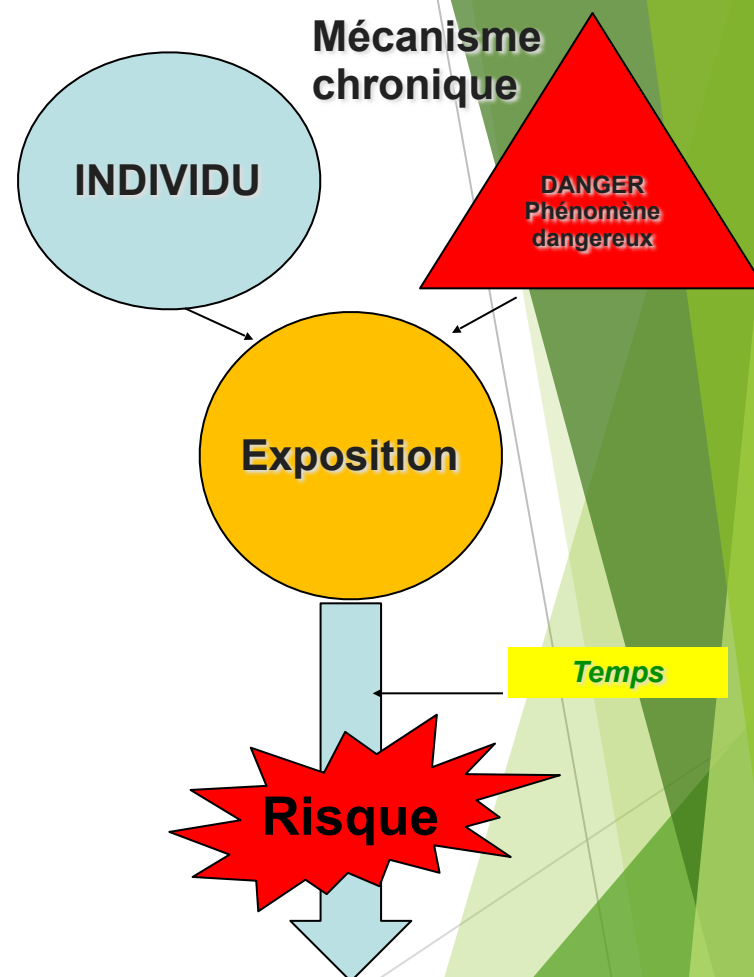 Mécanisme
chronique
INDIVIDU
DANGER
Phénomène
dangereux
Exposition
Temps
Risque